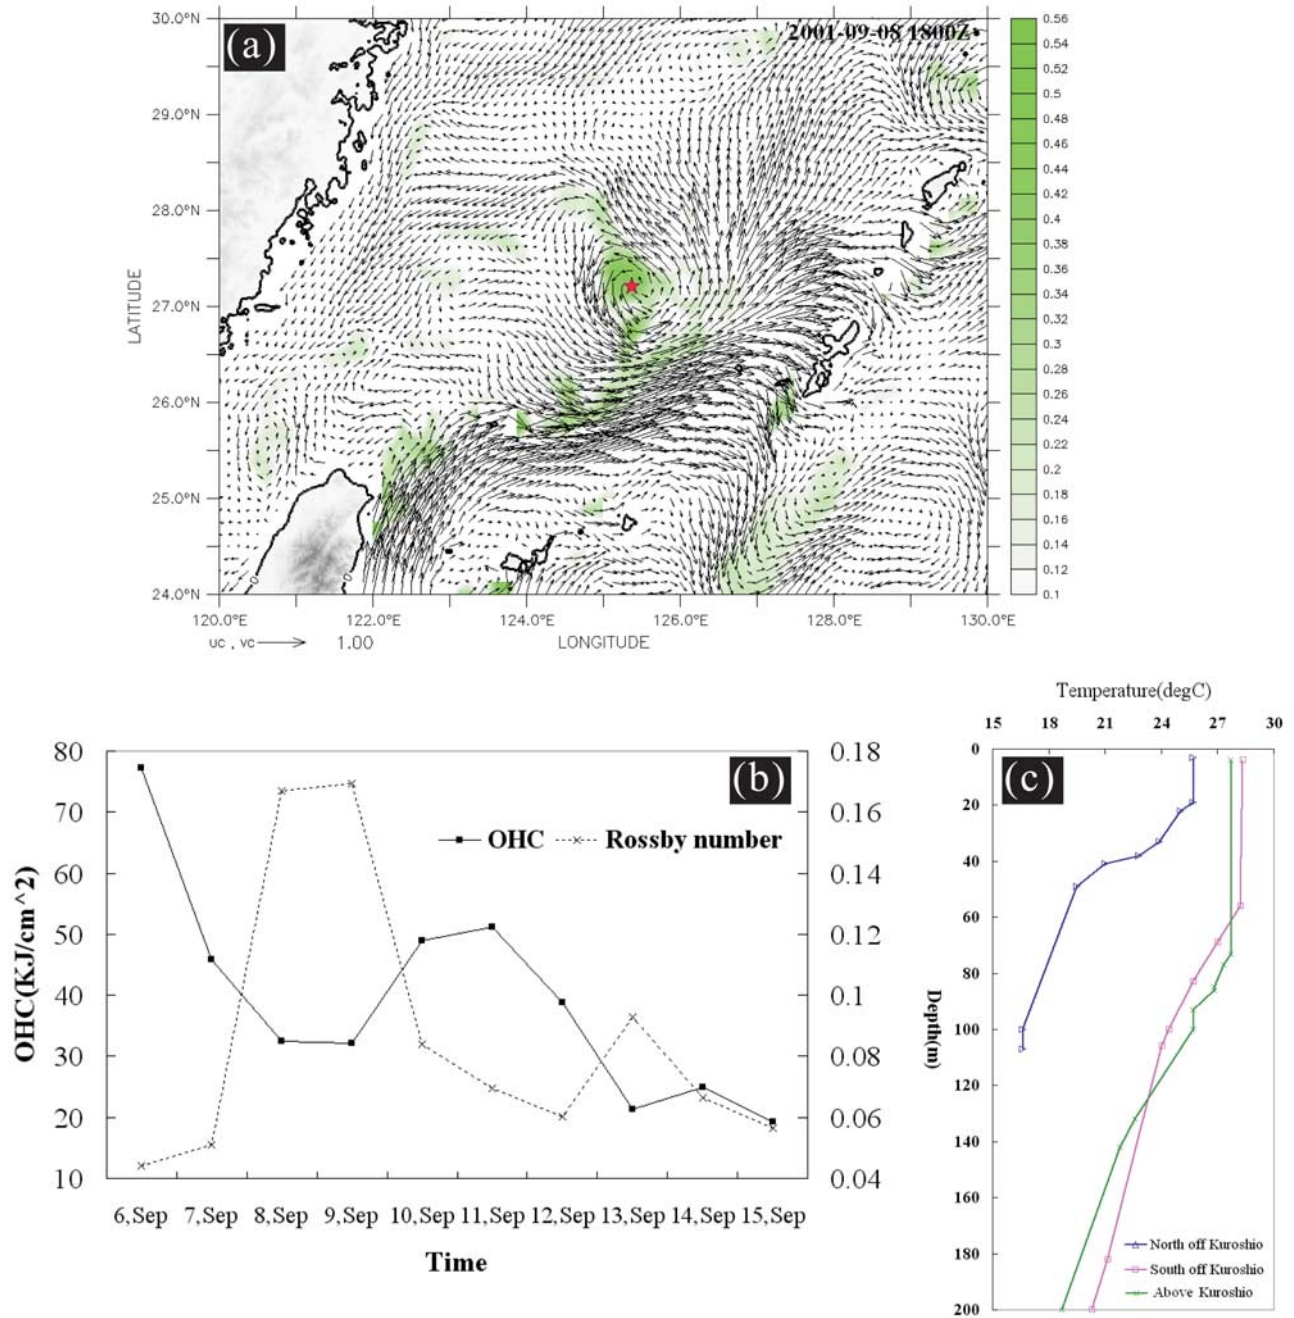 (a)
2001-09-08 1800Z
30.0°N
29.0°N
28.0°N
27.0°N
26.0°N
25.0°N
24.0°N
LATITUDE
120.0°E 122.0°E 124.0°E 126.0°E 128.0°E 130.0°E
LONGITUDE
uc , vc 1.00
0.56
0.54
0.52
0.5
0.48
0.46
0.44
0.42
0.4
0.38
0.36
0.34
0.32
0.3
0.28
0.26
0.24
0.22
0.2
0.18
0.16
0.14
0.12
0.1
0
0
(b)
OHC Rossby number
80
70
60
50
40
30
20
10
OHC(KJ/cm^2)
0.18
0.16
0.14
0.12
0.1
0.08
0.06
0.04
6,Sep 7,Sep 8,Sep 9,Sep 10,Sep 11,Sep 12,Sep 13,Sep 14,Sep 15,Sep
Time
Temperature(degC)
15 18 21 24 27 30
(c)
0
20
40
60
80
100
120
140
160
180
200
Depth(m)
North off Kuroshio
South off Kuroshio
Above Kuroshio